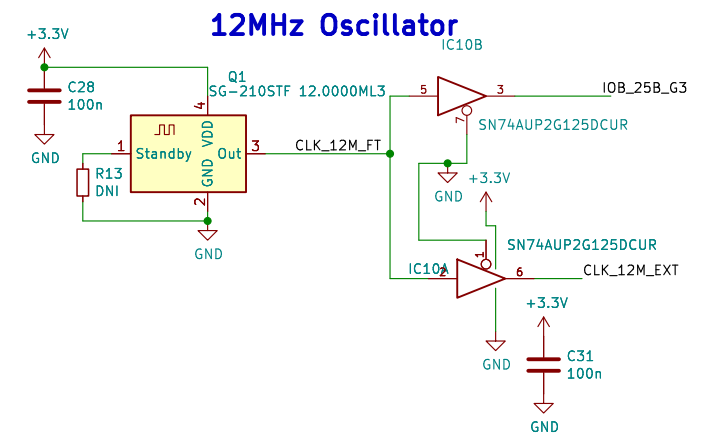 12MHz Oscillator
+3.3V
IC10B
Q1
SG-210STF 12.0000ML3
C28
100n
5
3
IOB_25B_G3
4
7
SN74AUP2G125DCUR
VDD
1
Standby
Out
3
CLK_12M_FT
GND
GND
2
R13
DNI
GND
+3.3V
GND
1
SN74AUP2G125DCUR
IC10A
2
6
CLK_12M_EXT
+3.3V
GND
C31
100n
GND